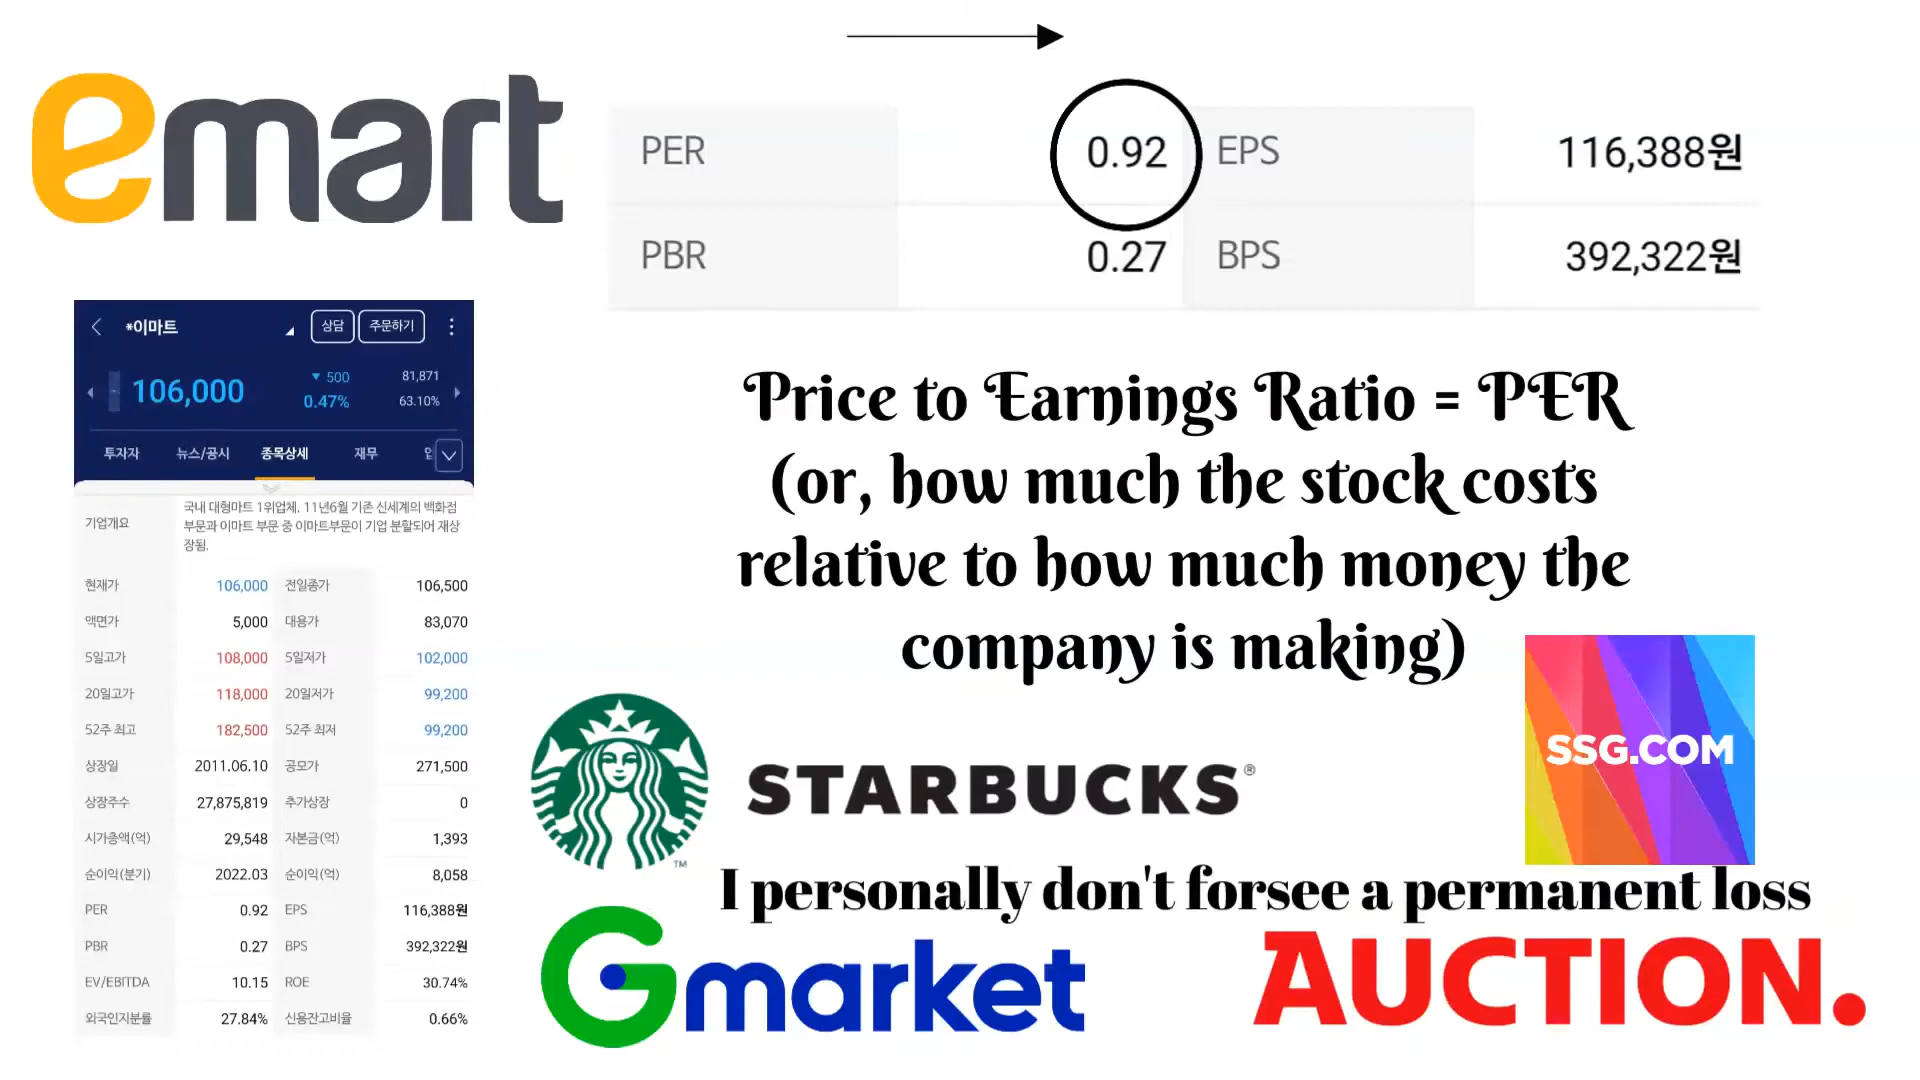 emart
PER 0.92 EPS 116,388원
PBR 0.27 BPS 392,322원
*이마트 상담 주문하기
106,000 ▼ 500 81,871
0.47% 63.10%
투자자 뉴스/공시 종목상세 재무
기업개요
국내 대형마트 1위업체. 11년6월 기존 신세계의 백화점
부문과 이마트 부문 중 이마트부문이 기업 분할되어 재상
장됨.
현재가 106,000 전일종가 106,500
액면가 5,000 대용가 83,070
5일고가 108,000 5일저가 102,000
20일고가 118,000 20일저가 99,200
52주 최고 182,500 52주 최저 99,200
상장일 2011.06.10 공모가 271,500
상장주수 27,875,819 추가상장 0
시가총액(억) 29,548 자본금(억) 1,393
순이익(분기) 2022.03 순이익(억) 8,058
PER 0.92 EPS 116,388원
PBR 0.27 BPS 392,322원
EV/EBITDA 10.15 ROE 30.74%
외국인지분률 27.84% 신용잔고비율 0.66%
Price to Earnings Ratio = PER
(or, how much the stock costs
relative to how much money the
company is making)
SSG.COM
STARBUCKS®
TM
I personally don't forsee a permanent loss
Gmarket
AUCTION.